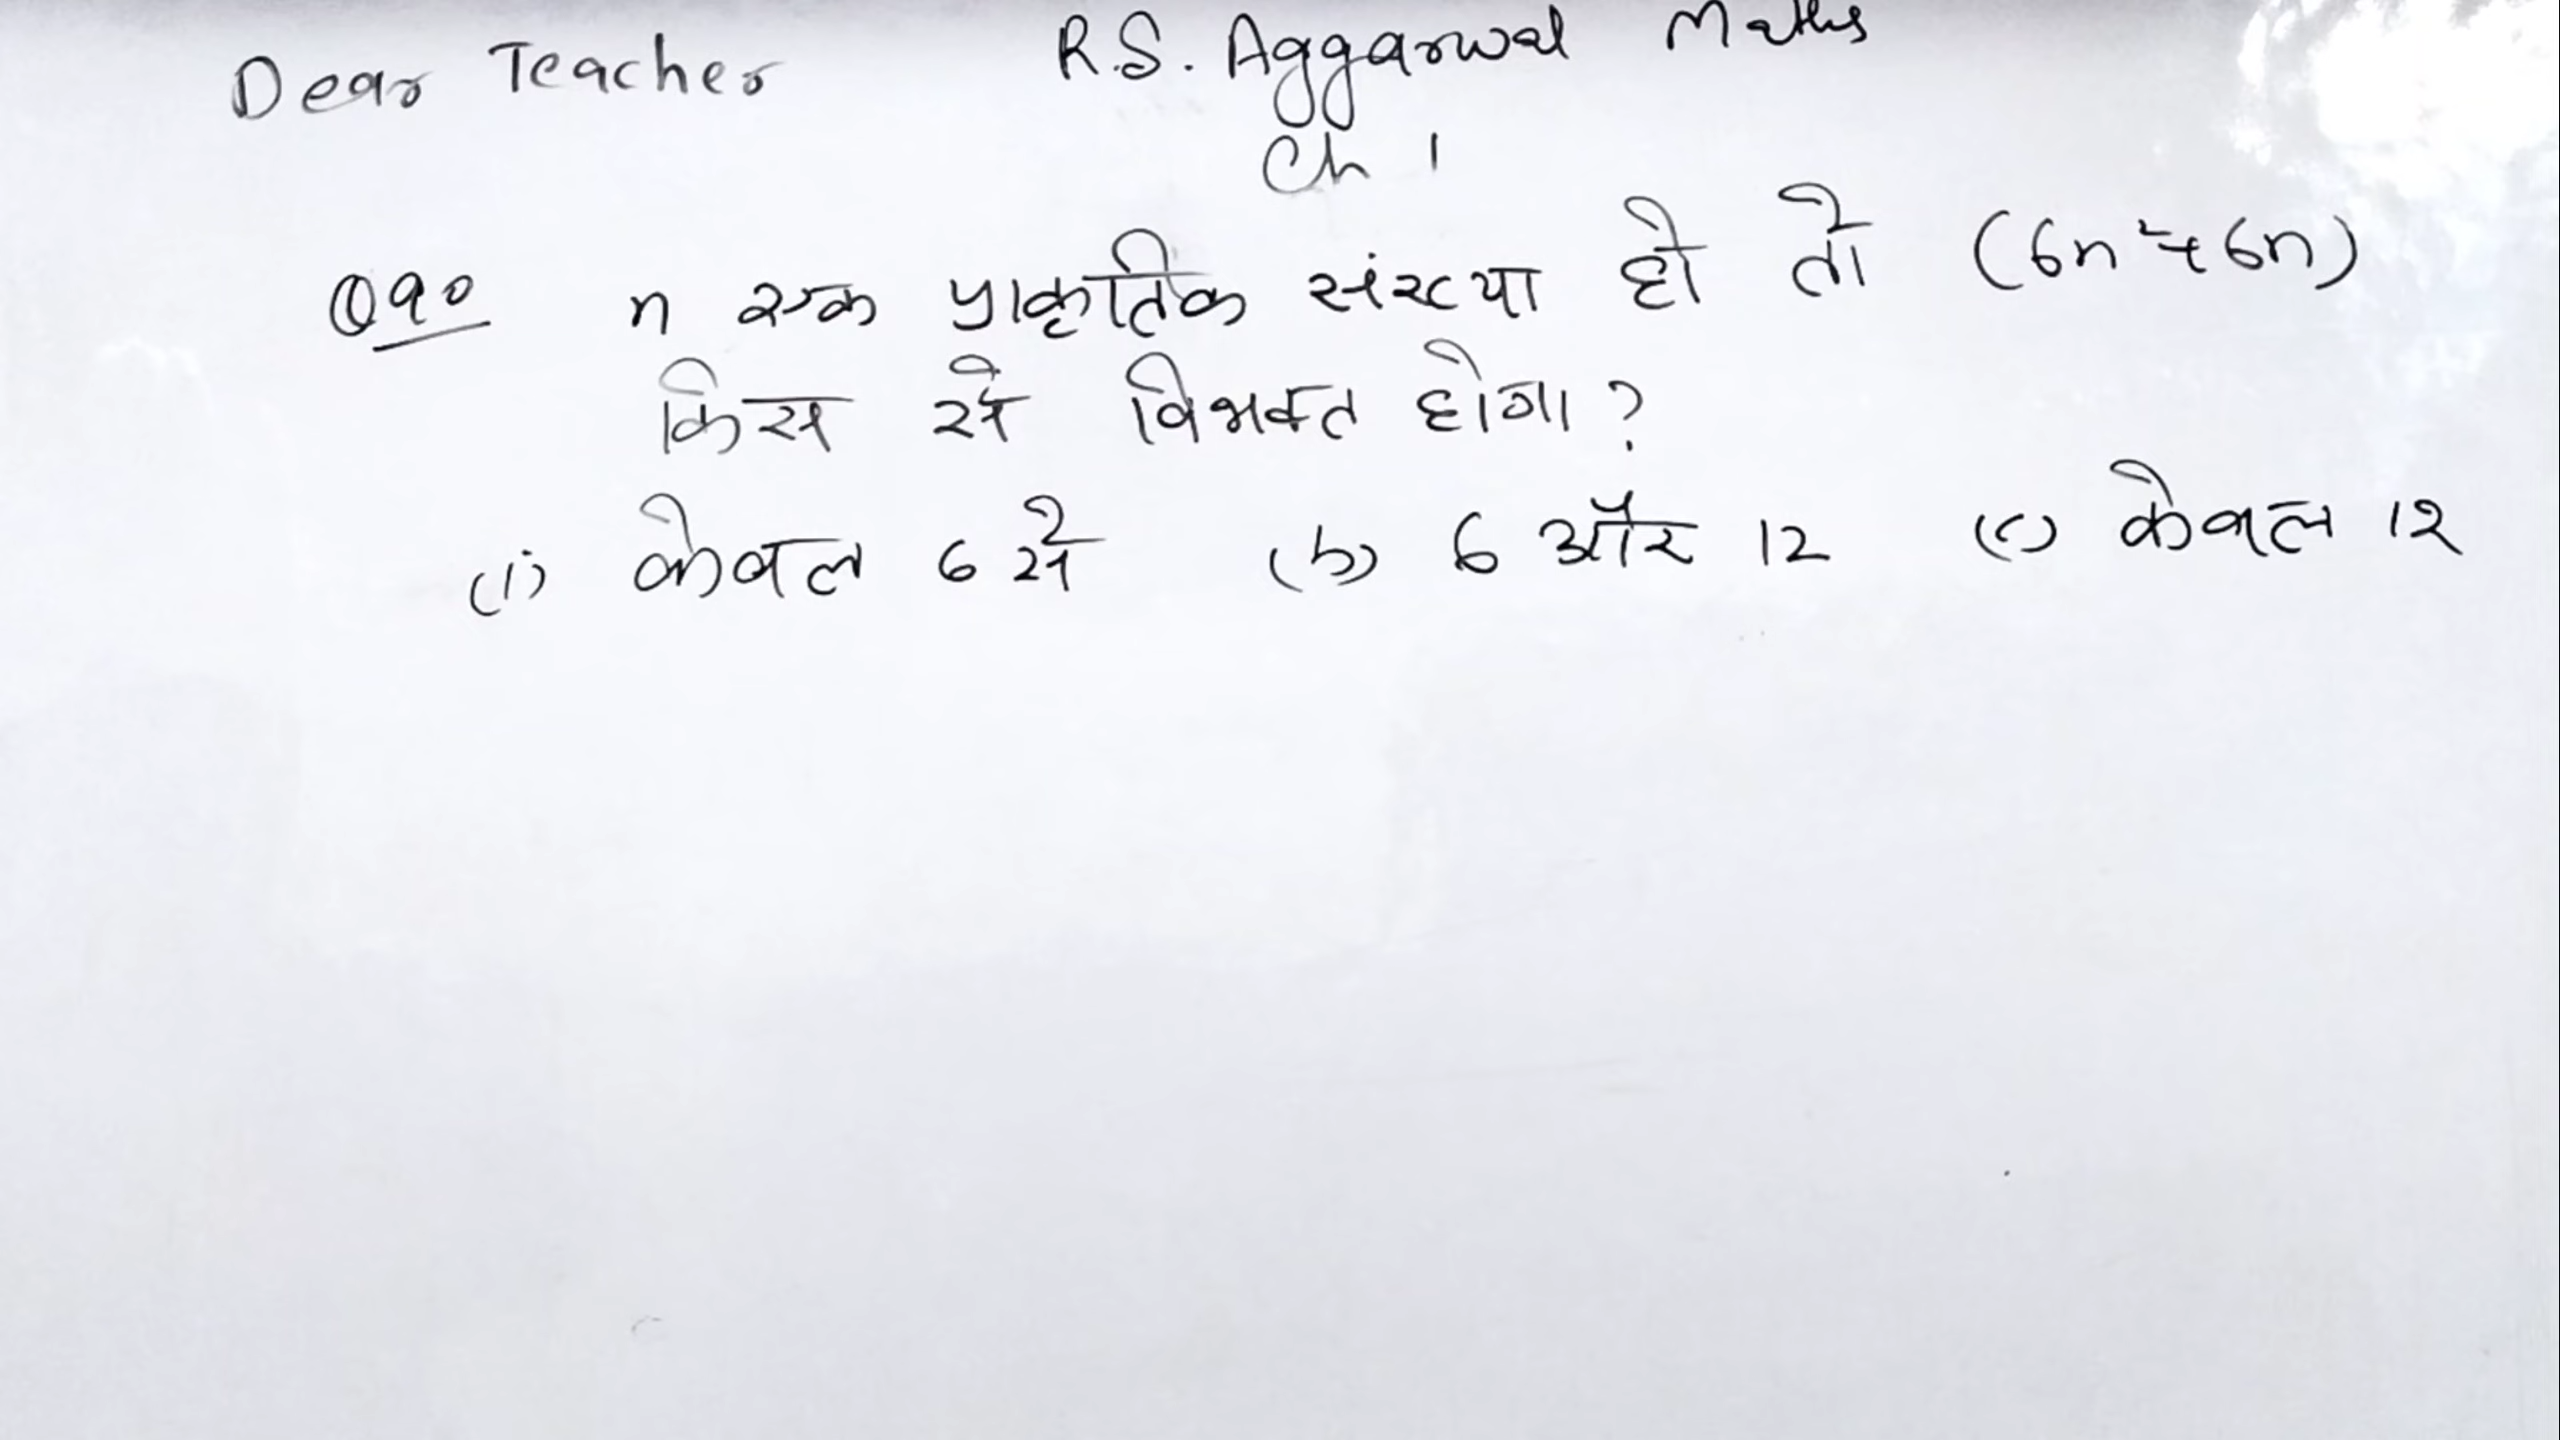 Dear Teacher R.S. Aggarwal Maths
Ch 1
Q90 n एक प्राकृतिक संख्या हो तो (6n²+6n)
किस से विभक्त होगा?
(i) केवल 6 से (b) 6 और 12 (c) केवल 12